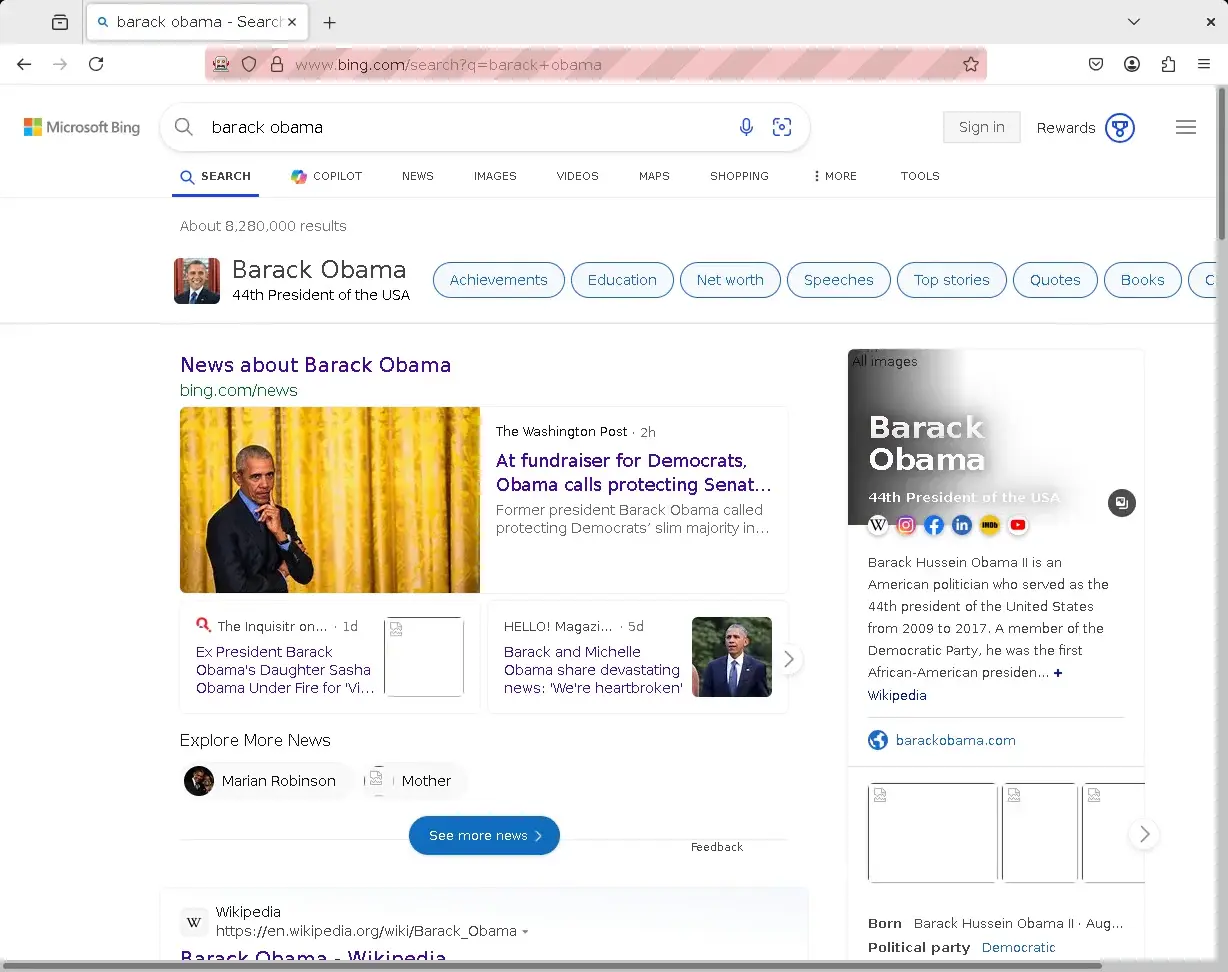 barack obama - Search
www.bing.com/search?q=barack+obama
Microsoft Bing
barack obama
Sign in
Rewards
SEARCH
COPILOT
NEWS
IMAGES
VIDEOS
MAPS
SHOPPING
MORE
TOOLS
About 8,280,000 results
Barack Obama
44th President of the USA
Achievements
Education
Net worth
Speeches
Top stories
Quotes
Books
News about Barack Obama
bing.com/news
The Washington Post · 2h
At fundraiser for Democrats,
Obama calls protecting Senat…
Former president Barack Obama called
protecting Democrats’ slim majority in…
The Inquisitr on… · 1d
Ex President Barack
Obama's Daughter Sasha
Obama Under Fire for 'Vi…
HELLO! Magazi… · 5d
Barack and Michelle
Obama share devastating
news: 'We're heartbroken'
Explore More News
Marian Robinson
Mother
See more news
Feedback
W
Wikipedia
https://en.wikipedia.org/wiki/Barack_Obama
Barack Obama - Wikipedia
All images
Barack
Obama
44th President of the USA
W
in
IMDb
Barack Hussein Obama II is an
American politician who served as the
44th president of the United States
from 2009 to 2017. A member of the
Democratic Party, he was the first
African-American presiden… +
Wikipedia
barackobama.com
Born Barack Hussein Obama II · Aug…
Political party Democratic